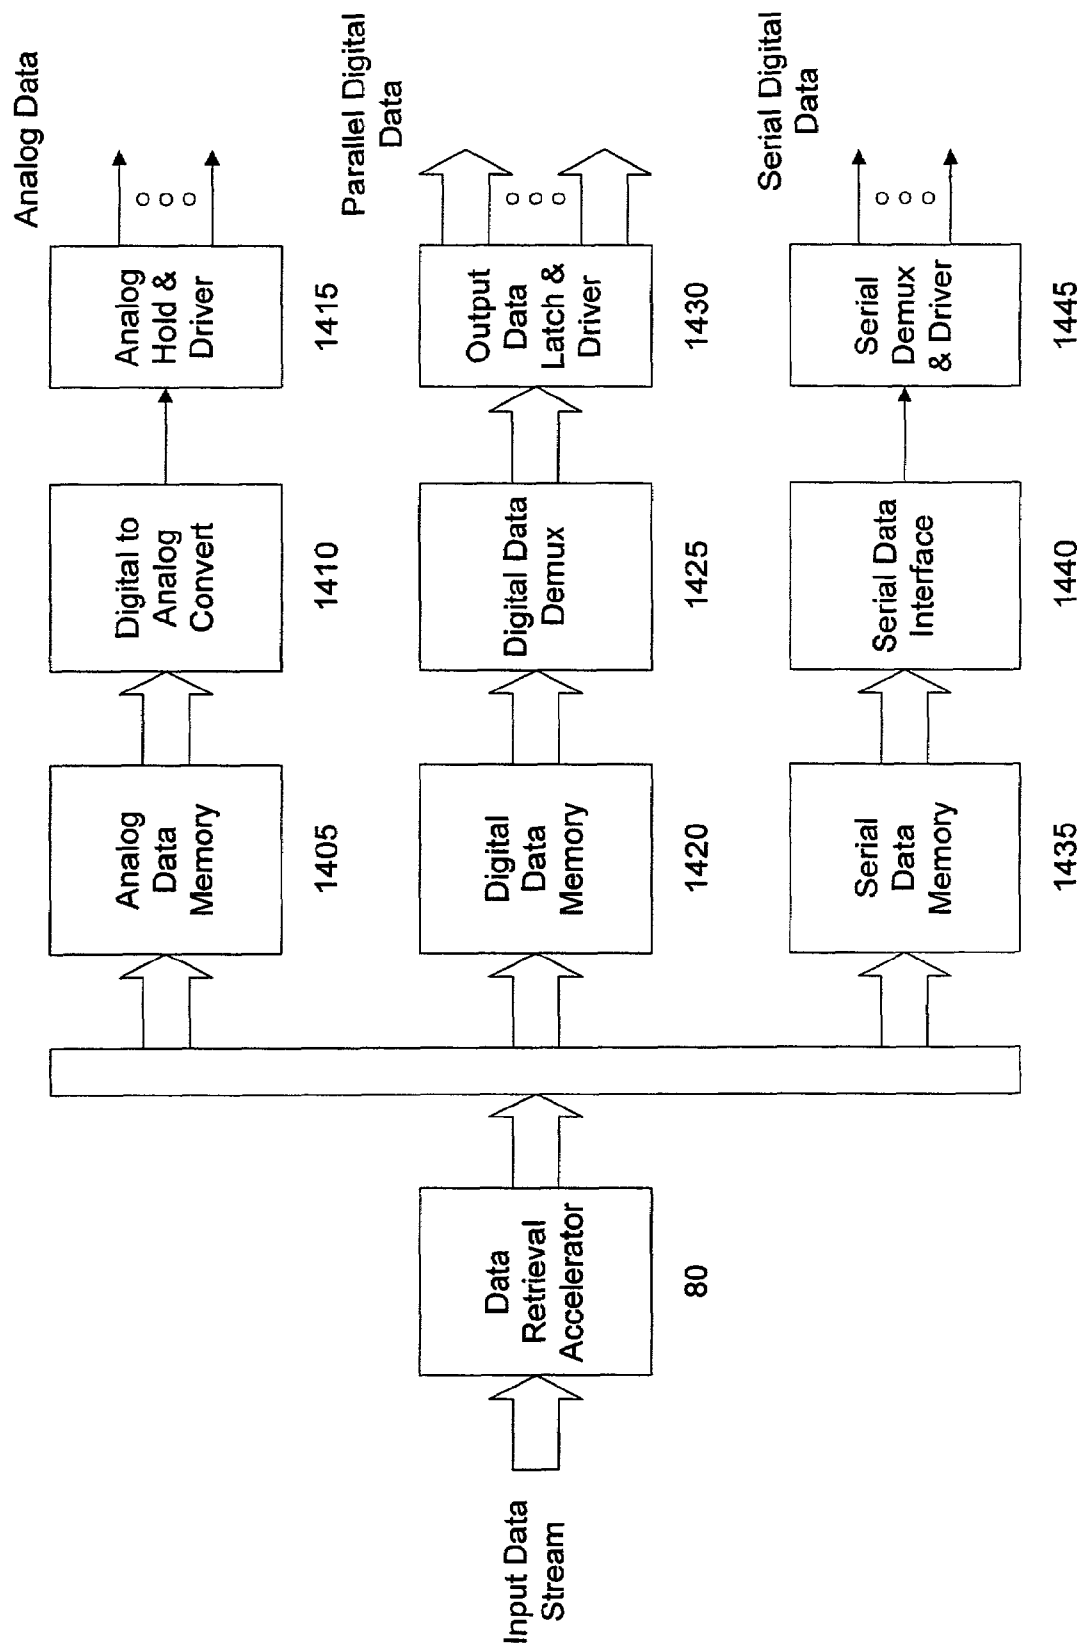 Input Data
Stream
Data
Retrieval
Accelerator
80
Analog
Data
Memory
1405
Digital to
Analog
Convert
1410
Analog
Hold &
Driver
1415
Analog Data
Digital
Data
Memory
1420
Digital Data
Demux
1425
Output
Data
Latch &
Driver
1430
Parallel Digital
Data
Serial
Data
Memory
1435
Serial Data
Interface
1440
Serial
Demux
& Driver
1445
Serial Digital
Data